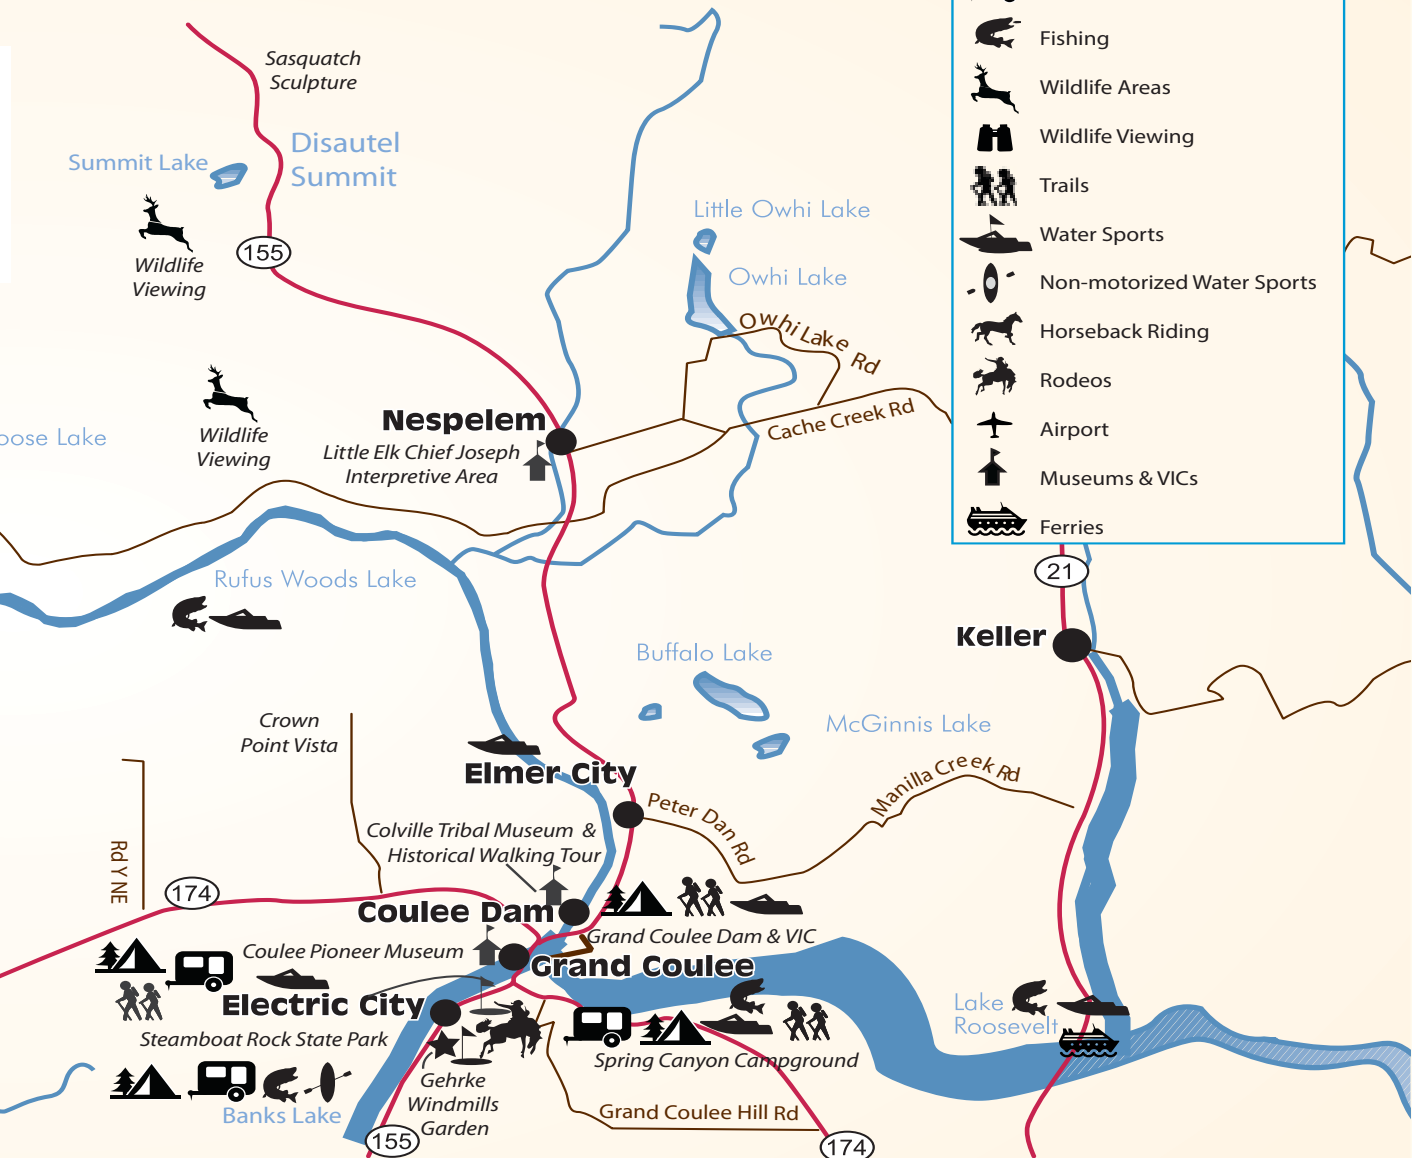 Sasquatch
Sculpture
Disautel
Summit
Summit Lake
155
Wildlife
Viewing
Little Owhi Lake
Owhi Lake
Owhi Lake Rd
Cache Creek Rd
Wildlife
Viewing
Nespelem
Little Elk Chief Joseph
Interpretive Area
oose Lake
Fishing
Wildlife Areas
Wildlife Viewing
Trails
Water Sports
Non-motorized Water Sports
Horseback Riding
Rodeos
Airport
Museums & VICs
Ferries
21
Keller
Rufus Woods Lake
Buffalo Lake
McGinnis Lake
Crown
Point Vista
Elmer City
Peter Dan Rd
Manilla Creek Rd
Rd Y NE
174
Colville Tribal Museum &
Historical Walking Tour
Coulee Dam
Grand Coulee Dam & VIC
Coulee Pioneer Museum
Grand Coulee
Electric City
Steamboat Rock State Park
Lake
Roosevelt
Spring Canyon Campground
Gehrke
Windmills
Garden
Banks Lake
Grand Coulee Hill Rd
155
174